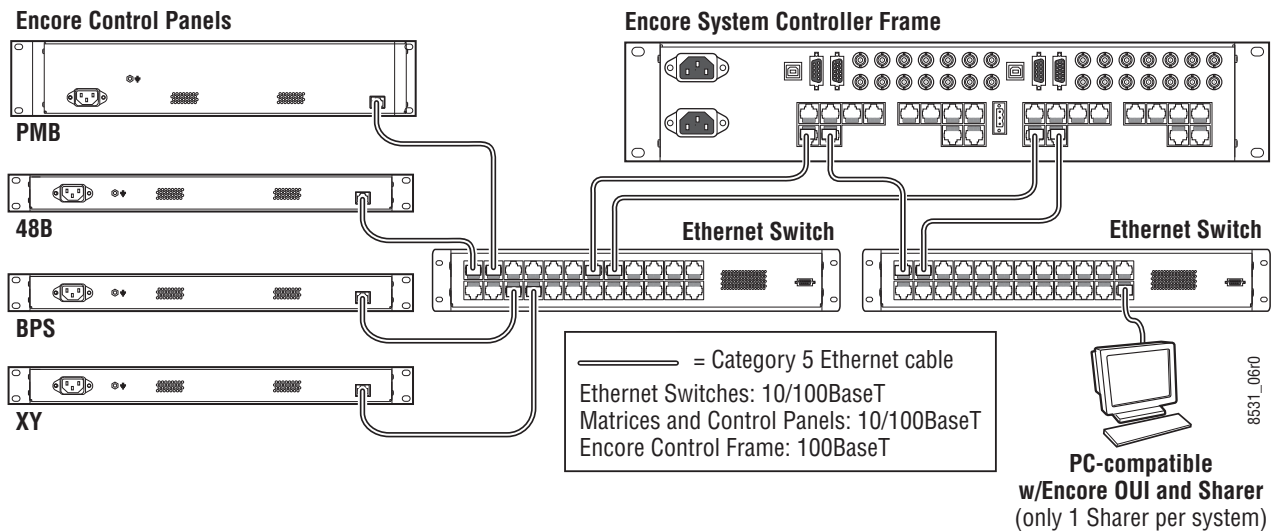 Encore Control Panels
Encore System Controller Frame
PMB
48B
BPS
XY
Ethernet Switch
Ethernet Switch
= Category 5 Ethernet cable
Ethernet Switches: 10/100BaseT
Matrices and Control Panels: 10/100BaseT
Encore Control Frame: 100BaseT
8531_06r0
PC-compatible
w/Encore OUI and Sharer
(only 1 Sharer per system)